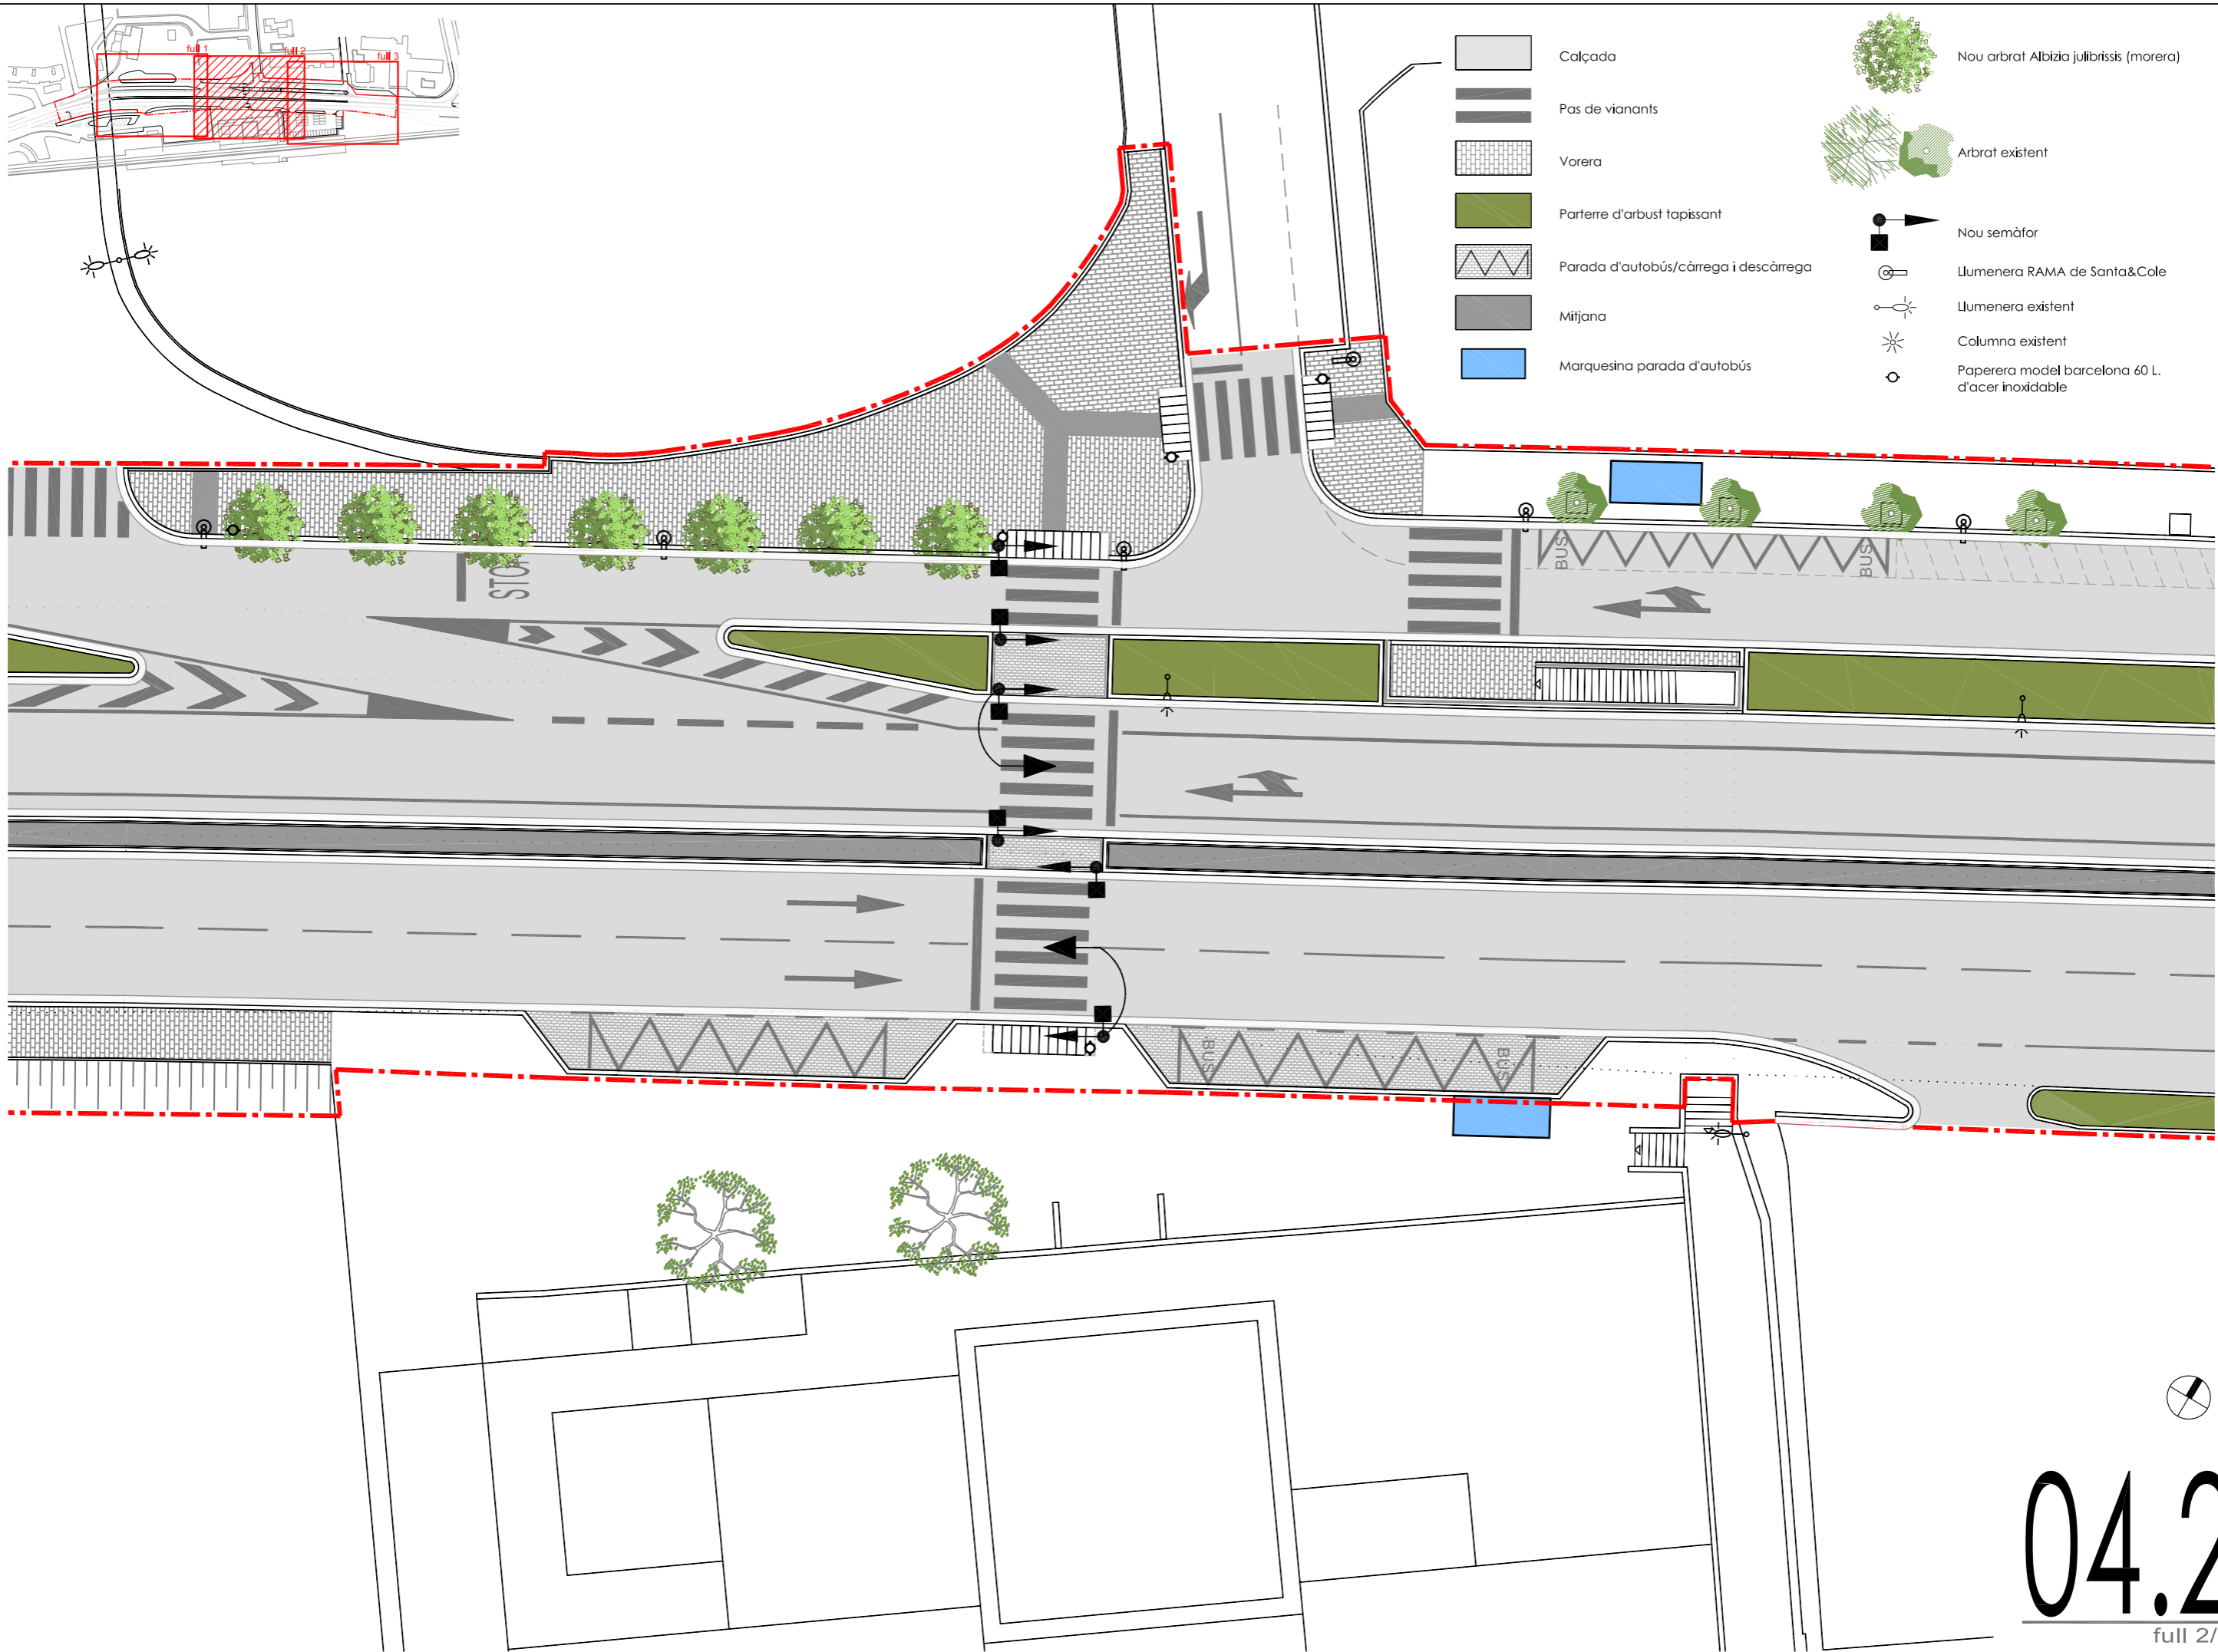 full 1
full 2
full 3
Calçada
Pas de vianants
Vorera
Parterre d'arbust tapissant
Parada d'autobús/càrrega i descàrrega
Mitjana
Marquesina parada d'autobús
Nou arbrat Albizia julibrissis (morera)
Arbrat existent
Nou semàfor
Llumenera RAMA de Santa&Cole
Llumenera existent
Columna existent
Paperera model barcelona 60 L.
d'acer inoxidable
STOP
BUS
BUS
BUS
BUS
04.2
full 2/